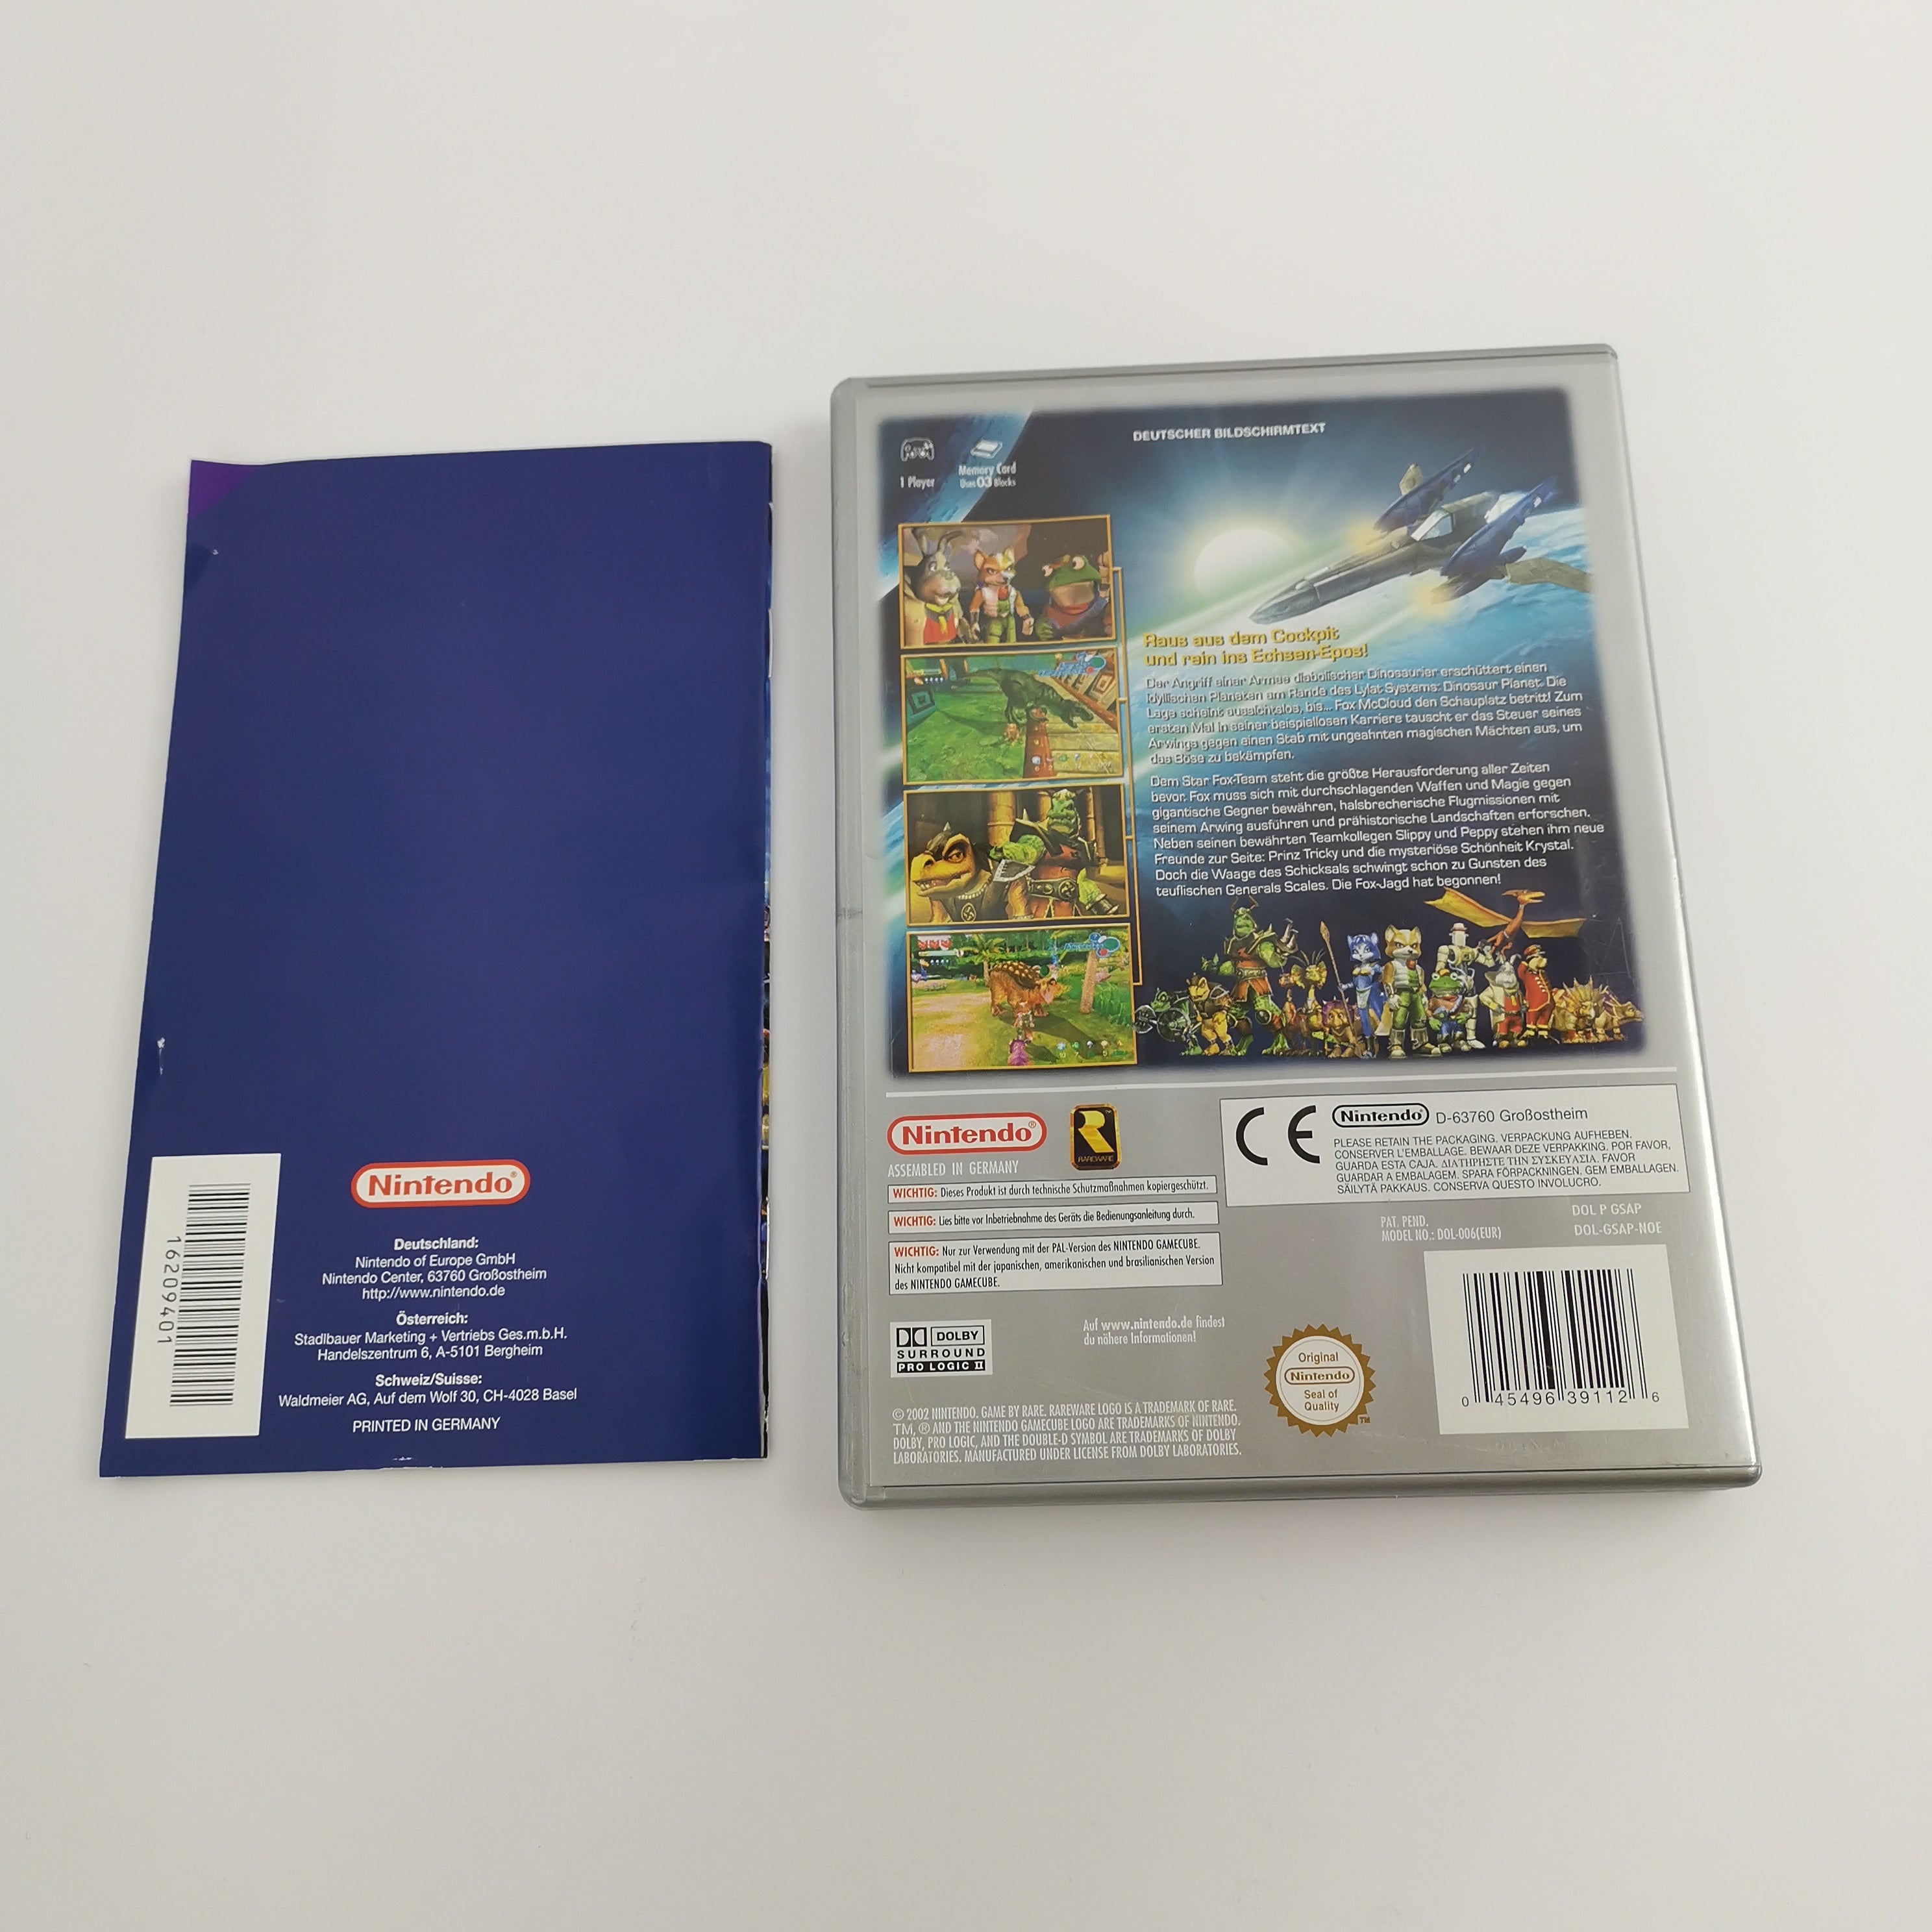 Nintendo®
Deutschland:
Nintendo of Europe GmbH
Nintendo Center, 63760 Großostheim
http://www.nintendo.de
Österreich:
Stadlbauer Marketing + Vertriebs Ges.m.b.H.
Handelszentrum 6, A-5101 Bergheim
Schweiz/Suisse:
Waldmeier AG, Auf dem Wolf 30, CH-4028 Basel
PRINTED IN GERMANY
16209401
DEUTSCHER BILDSCHIRMTEXT
1 Player
Memory Card
Uses 03 Blocks
Raus aus dem Cockpit
und rein ins Echsen-Epos!
Der Angriff einer Armee diabolischer Dinosaurier erschüttert einen
idyllischen Planeten am Rande des Lylat-Systems: Dinosaur Planet. Die
Lage scheint aussichtslos, bis... Fox McCloud den Schauplatz betritt! Zum
ersten Mal in seiner beispiellosen Karriere tauscht er das Steuer seines
Arwings gegen einen Stab mit ungeahnten magischen Mächten aus, um
das Böse zu bekämpfen.
Dem Star Fox-Team steht die größte Herausforderung aller Zeiten
bevor. Fox muss sich mit durchschlagenden Waffen und Magie gegen
gigantische Gegner bewähren, halsbrecherische Flugmissionen mit
seinem Arwing ausführen und prähistorische Landschaften erforschen.
Neben seinen bewährten Teamkollegen Slippy und Peppy stehen ihm neue
Freunde zur Seite: Prinz Tricky und die mysteriöse Schönheit Krystal.
Doch die Waage des Schicksals schwingt schon zu Gunsten des
teuflischen Generals Scales. Die Fox-Jagd hat begonnen!
Nintendo®
R
RAREWARE
ASSEMBLED IN GERMANY
WICHTIG: Dieses Produkt ist durch technische Schutzmaßnahmen kopiergeschützt.
WICHTIG: Lies bitte vor Inbetriebnahme des Geräts die Bedienungsanleitung durch.
WICHTIG: Nur zur Verwendung mit der PAL-Version des NINTENDO GAMECUBE.
Nicht kompatibel mit der japanischen, amerikanischen und brasilianischen Version
des NINTENDO GAMECUBE.
CE
Nintendo® D-63760 Großostheim
PLEASE RETAIN THE PACKAGING. VERPACKUNG AUFHEBEN.
CONSERVER L'EMBALLAGE. BEWAAR DEZE VERPAKKING. POR FAVOR,
GUARDA ESTA CAJA. ΔΙΑΤΗΡΗΣΤΕ ΤΗΝ ΣΥΣΚΕΥΑΣΙΑ. FAVOR
GUARDAR A EMBALAGEM. SPARA FÖRPACKNINGEN. GEM EMBALLAGEN.
SÄILYTÄ PAKKAUS. CONSERVA QUESTO INVOLUCRO.
PAT. PEND.
MODEL NO.: DOL-006(EUR)
DOL P GSAP
DOL-GSAP-NOE
DOLBY
SURROUND
PRO LOGIC II
Auf www.nintendo.de findest
du nähere Informationen!
Original
Nintendo
Seal of
Quality
TM
0 45496 39112 6
© 2002 NINTENDO. GAME BY RARE. RAREWARE LOGO IS A TRADEMARK OF RARE.
TM, ® AND THE NINTENDO GAMECUBE LOGO ARE TRADEMARKS OF NINTENDO.
DOLBY, PRO LOGIC, AND THE DOUBLE-D SYMBOL ARE TRADEMARKS OF DOLBY
LABORATORIES. MANUFACTURED UNDER LICENSE FROM DOLBY LABORATORIES.